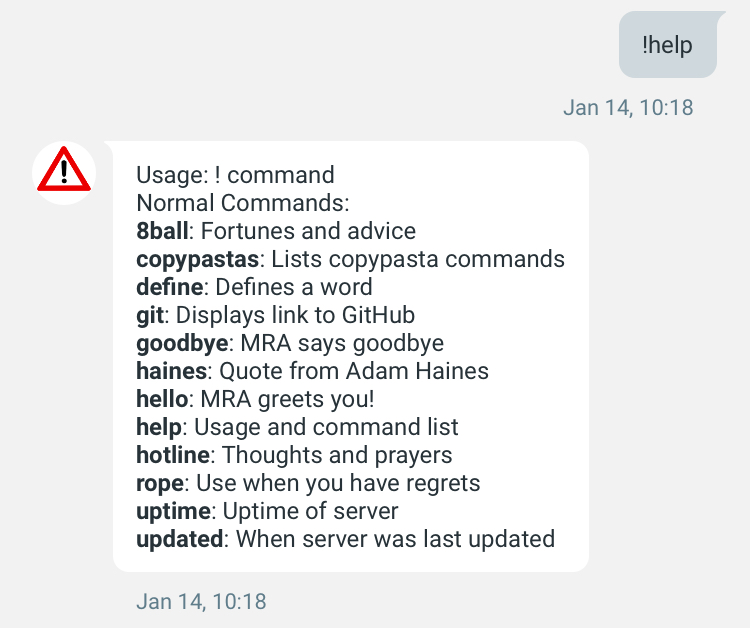 !help
Jan 14, 10:18
Usage: ! command
Normal Commands:
8ball: Fortunes and advice
copypastas: Lists copypasta commands
define: Defines a word
git: Displays link to GitHub
goodbye: MRA says goodbye
haines: Quote from Adam Haines
hello: MRA greets you!
help: Usage and command list
hotline: Thoughts and prayers
rope: Use when you have regrets
uptime: Uptime of server
updated: When server was last updated
Jan 14, 10:18